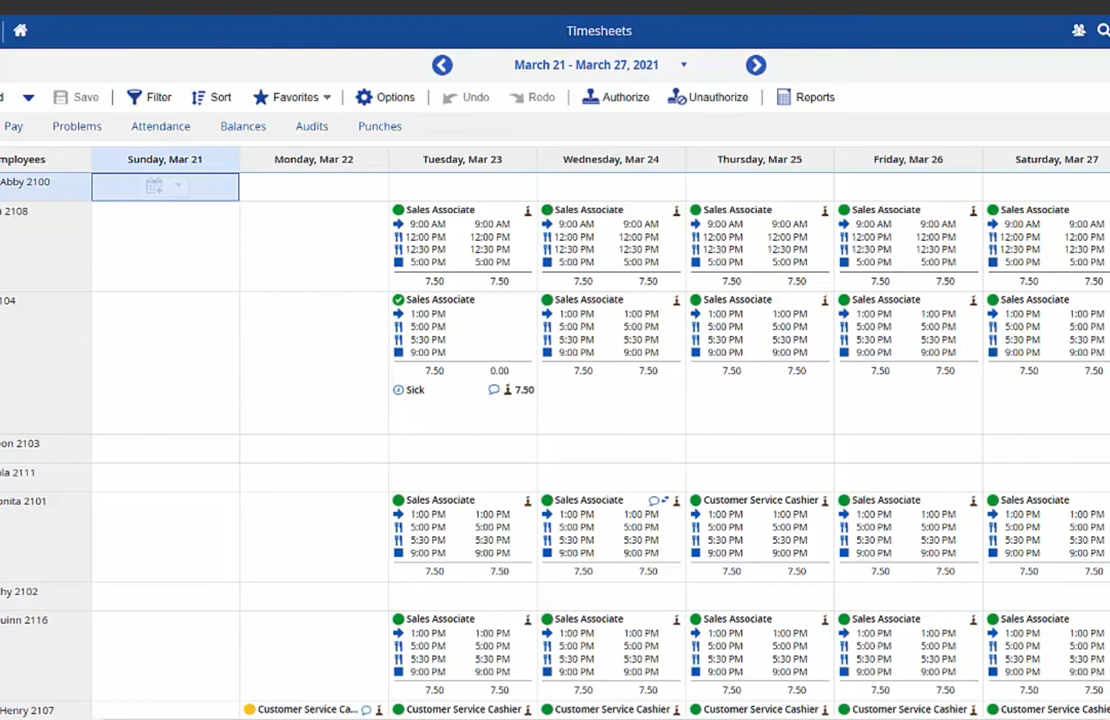 Timesheets
March 21 - March 27, 2021
Save Filter Sort Favorites Options Undo Redo Authorize Unauthorize Reports
Pay Problems Attendance Balances Audits Punches
mployees Sunday, Mar 21 Monday, Mar 22 Tuesday, Mar 23 Wednesday, Mar 24 Thursday, Mar 25 Friday, Mar 26 Saturday, Mar 27
Abby 2100
2108 Sales Associate Sales Associate Sales Associate Sales Associate Sales Associate
9:00 AM 9:00 AM 9:00 AM 9:00 AM 9:00 AM 9:00 AM 9:00 AM 9:00 AM 9:00 AM 9:00 AM
12:00 PM 12:00 PM 12:00 PM 12:00 PM 12:00 PM 12:00 PM 12:00 PM 12:00 PM 12:00 PM 12:00 PM
12:30 PM 12:30 PM 12:30 PM 12:30 PM 12:30 PM 12:30 PM 12:30 PM 12:30 PM 12:30 PM 12:30 PM
5:00 PM 5:00 PM 5:00 PM 5:00 PM 5:00 PM 5:00 PM 5:00 PM 5:00 PM 5:00 PM 5:00 PM
7.50 7.50 7.50 7.50 7.50 7.50 7.50 7.50 7.50 7.50
104 Sales Associate Sales Associate Sales Associate Sales Associate Sales Associate
1:00 PM 1:00 PM 1:00 PM 1:00 PM 1:00 PM 1:00 PM 1:00 PM 1:00 PM 1:00 PM
5:00 PM 5:00 PM 5:00 PM 5:00 PM 5:00 PM 5:00 PM 5:00 PM 5:00 PM 5:00 PM
5:30 PM 5:30 PM 5:30 PM 5:30 PM 5:30 PM 5:30 PM 5:30 PM 5:30 PM 5:30 PM
9:00 PM 9:00 PM 9:00 PM 9:00 PM 9:00 PM 9:00 PM 9:00 PM 9:00 PM 9:00 PM
7.50 0.00 7.50 7.50 7.50 7.50 7.50 7.50 7.50 7.50
Sick 7.50
on 2103
la 2111
onita 2101 Sales Associate Sales Associate Customer Service Cashier Sales Associate Sales Associate
1:00 PM 1:00 PM 1:00 PM 1:00 PM 1:00 PM 1:00 PM 1:00 PM 1:00 PM 1:00 PM 1:00 PM
5:00 PM 5:00 PM 5:00 PM 5:00 PM 5:00 PM 5:00 PM 5:00 PM 5:00 PM 5:00 PM 5:00 PM
5:30 PM 5:30 PM 5:30 PM 5:30 PM 5:30 PM 5:30 PM 5:30 PM 5:30 PM 5:30 PM 5:30 PM
9:00 PM 9:00 PM 9:00 PM 9:00 PM 9:00 PM 9:00 PM 9:00 PM 9:00 PM 9:00 PM 9:00 PM
7.50 7.50 7.50 7.50 7.50 7.50 7.50 7.50 7.50 7.50
hy 2102
uinn 2116 Sales Associate Sales Associate Sales Associate Sales Associate Sales Associate
1:00 PM 1:00 PM 1:00 PM 1:00 PM 1:00 PM 1:00 PM 1:00 PM 1:00 PM 1:00 PM 1:00 PM
5:00 PM 5:00 PM 5:00 PM 5:00 PM 5:00 PM 5:00 PM 5:00 PM 5:00 PM 5:00 PM 5:00 PM
5:30 PM 5:30 PM 5:30 PM 5:30 PM 5:30 PM 5:30 PM 5:30 PM 5:30 PM 5:30 PM 5:30 PM
9:00 PM 9:00 PM 9:00 PM 9:00 PM 9:00 PM 9:00 PM 9:00 PM 9:00 PM 9:00 PM 9:00 PM
7.50 7.50 7.50 7.50 7.50 7.50 7.50 7.50 7.50 7.50
Henry 2107 Customer Service Ca... Customer Service Cashier Customer Service Cashier Customer Service Cashier Customer Service Cashier Customer Service Cashie